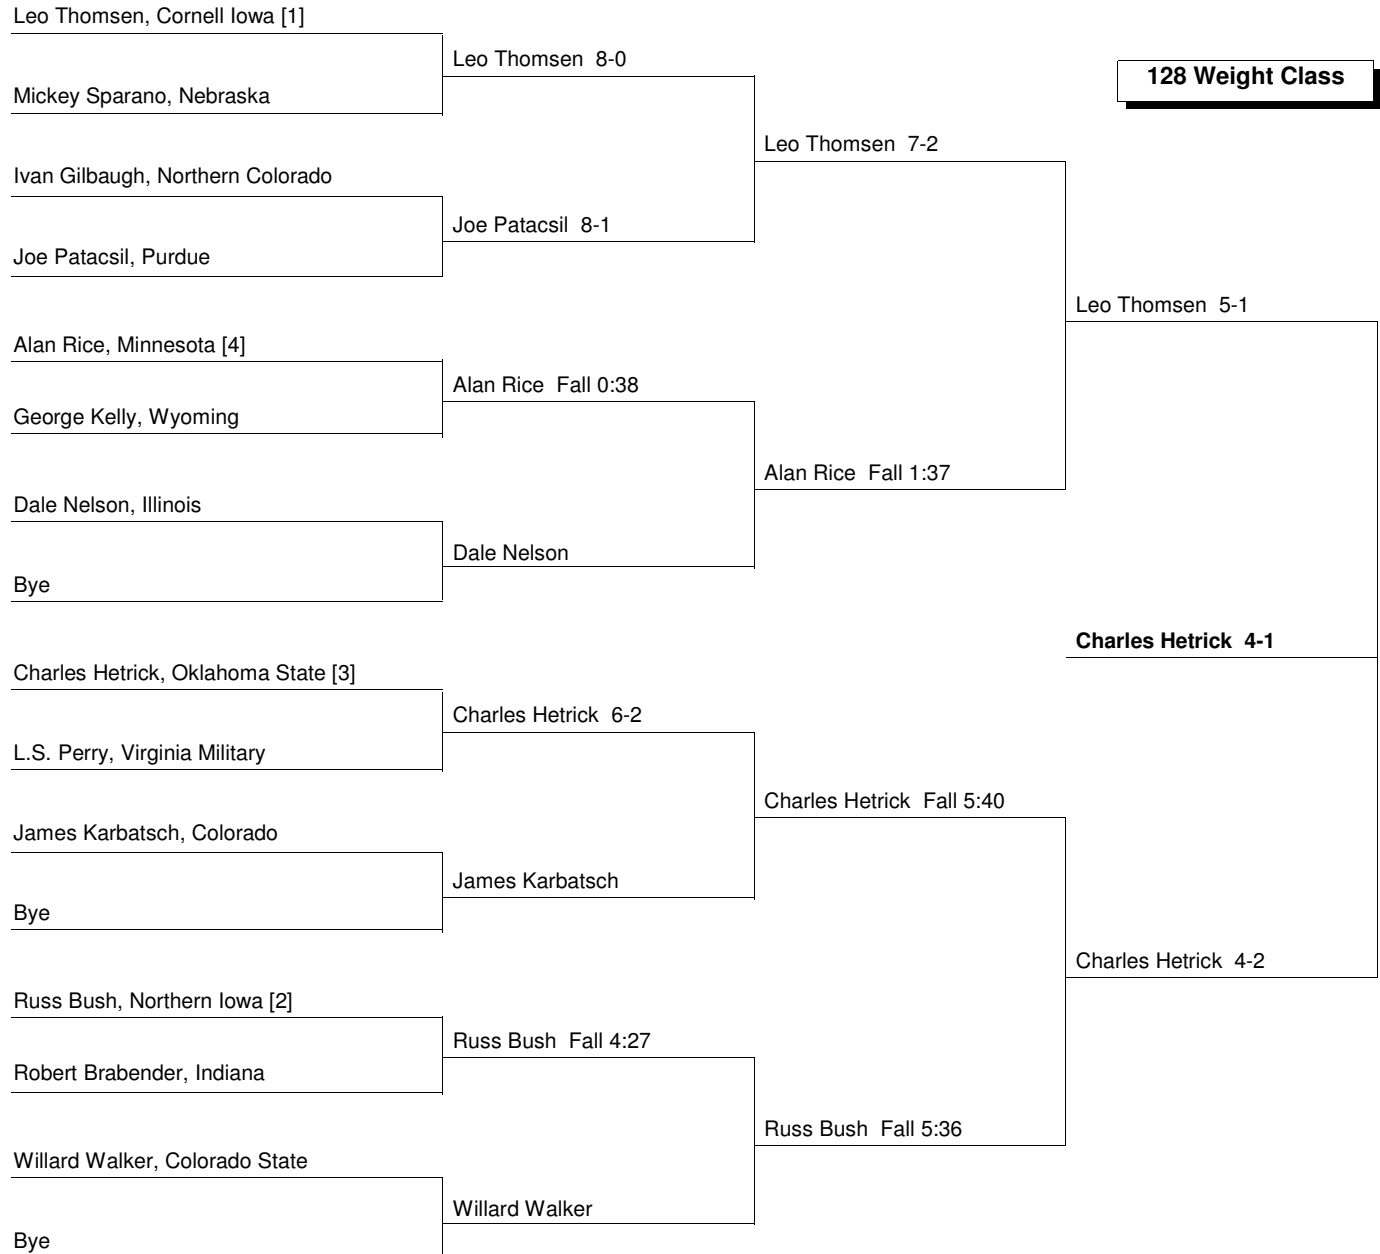 Leo Thomsen, Cornell Iowa [1]
Leo Thomsen 8-0
128 Weight Class
Mickey Sparano, Nebraska
Leo Thomsen 7-2
Ivan Gilbaugh, Northern Colorado
Joe Patacsil 8-1
Joe Patacsil, Purdue
Leo Thomsen 5-1
Alan Rice, Minnesota [4]
Alan Rice Fall 0:38
George Kelly, Wyoming
Alan Rice Fall 1:37
Dale Nelson, Illinois
Dale Nelson
Bye
Charles Hetrick 4-1
Charles Hetrick, Oklahoma State [3]
Charles Hetrick 6-2
L.S. Perry, Virginia Military
Charles Hetrick Fall 5:40
James Karbatsch, Colorado
James Karbatsch
Bye
Charles Hetrick 4-2
Russ Bush, Northern Iowa [2]
Russ Bush Fall 4:27
Robert Brabender, Indiana
Russ Bush Fall 5:36
Willard Walker, Colorado State
Willard Walker
Bye